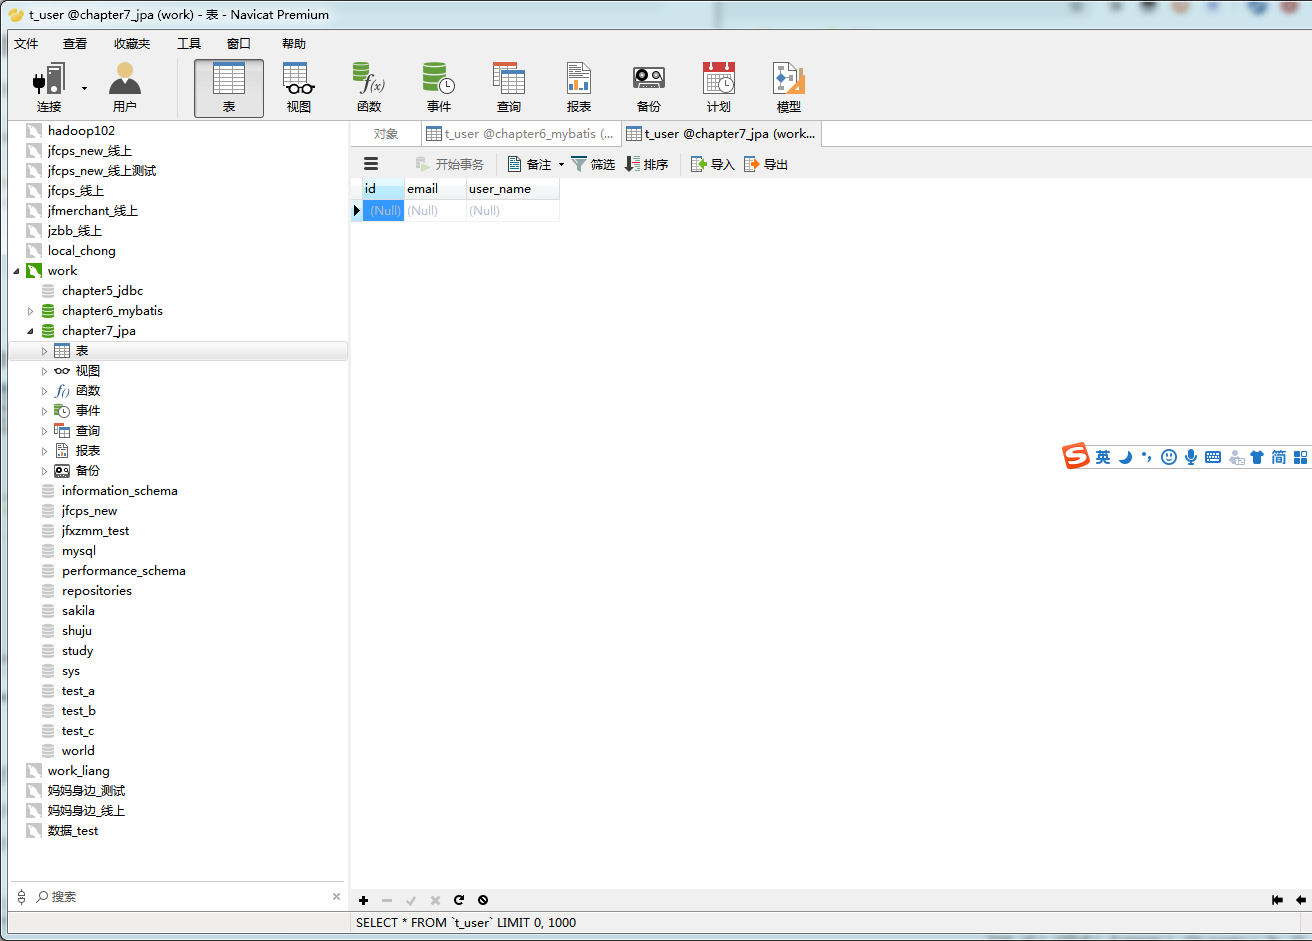 t_user @chapter7_jpa (work) - 表 - Navicat Premium
文件 查看 收藏夹 工具 窗口 帮助
连接 用户 表 视图 函数 事件 查询 报表 备份 计划 模型
对象 t_user @chapter6_mybatis (... t_user @chapter7_jpa (work...
开始事务 备注 筛选 排序 导入 导出
id email user_name
(Null) (Null) (Null)
hadoop102
jfcps_new_线上
jfcps_new_线上测试
jfcps_线上
jfmerchant_线上
jzbb_线上
local_chong
work
chapter5_jdbc
chapter6_mybatis
chapter7_jpa
表
视图
函数
事件
查询
报表
备份
information_schema
jfcps_new
jfxzmm_test
mysql
performance_schema
repositories
sakila
shuju
study
sys
test_a
test_b
test_c
world
work_liang
妈妈身边_测试
妈妈身边_线上
数据_test
英 简
搜索
SELECT * FROM `t_user` LIMIT 0, 1000